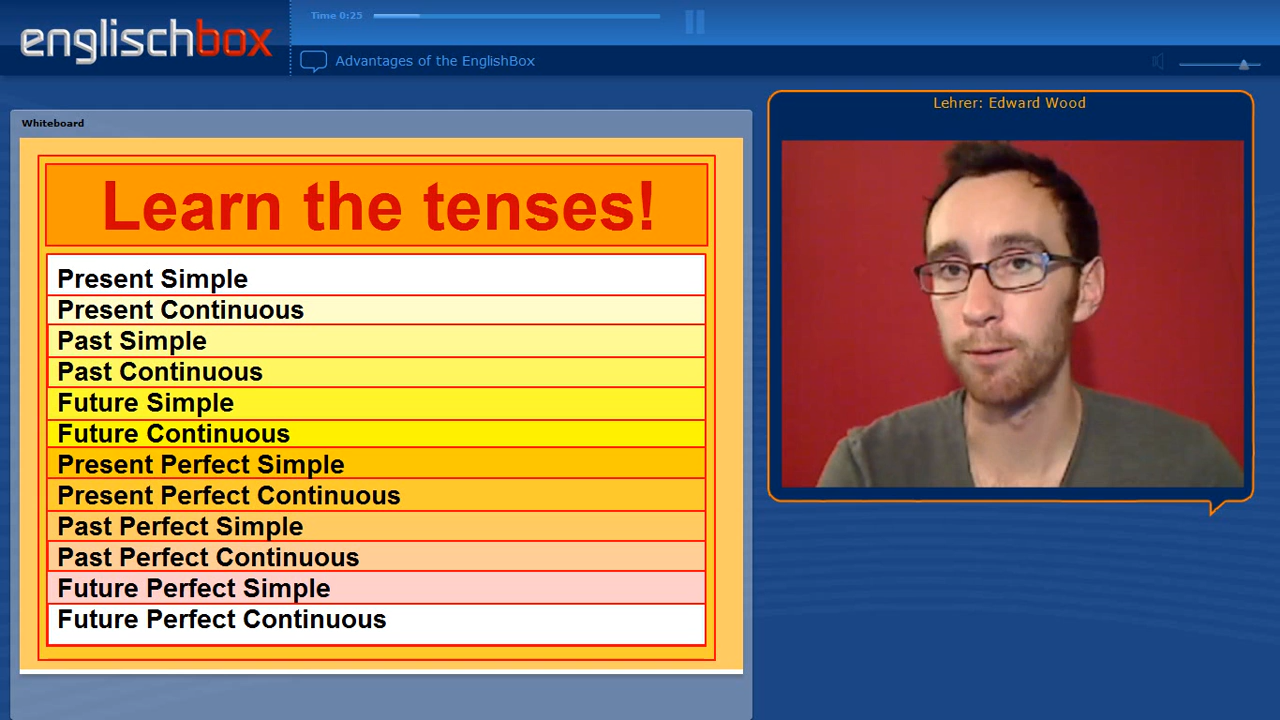 englischbox
Time 0:25
Advantages of the EnglishBox
Whiteboard
Learn the tenses!
Present Simple
Present Continuous
Past Simple
Past Continuous
Future Simple
Future Continuous
Present Perfect Simple
Present Perfect Continuous
Past Perfect Simple
Past Perfect Continuous
Future Perfect Simple
Future Perfect Continuous
Lehrer: Edward Wood